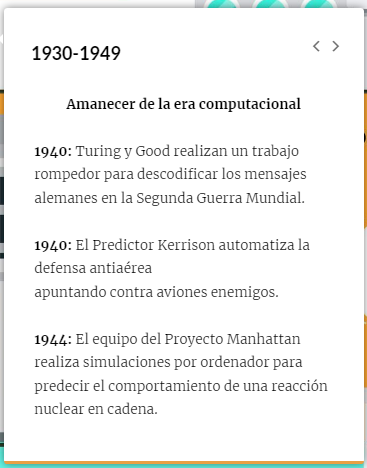 1930-1949
Amanecer de la era computacional
1940: Turing y Good realizan un trabajo
rompedor para descodificar los mensajes
alemanes en la Segunda Guerra Mundial.
1940: El Predictor Kerrison automatiza la
defensa antiaérea
apuntando contra aviones enemigos.
1944: El equipo del Proyecto Manhattan
realiza simulaciones por ordenador para
predecir el comportamiento de una reacción
nuclear en cadena.